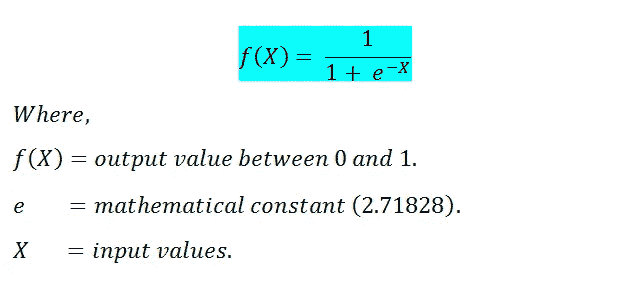 f(X) = 1 / (1 + e^-X)
Where,
f(X) = output value between 0 and 1.
e = mathematical constant (2.71828).
X = input values.